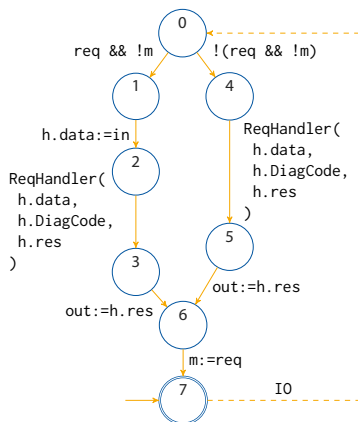 0
req && !m
!(req && !m)
1
4
h.data:=in
ReqHandler(
h.data,
h.DiagCode,
h.res
)
2
ReqHandler(
h.data,
h.DiagCode,
h.res
)
3
5
out:=h.res
out:=h.res
6
m:=req
7
IO